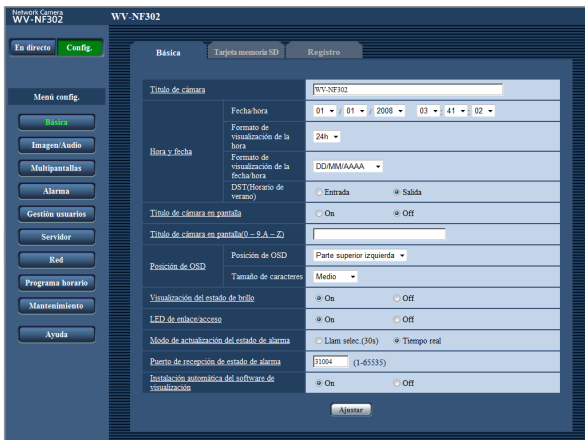 Network Camera
WV-NF302
WV-NF302
En directo
Config.
Básica
Tarjeta memoria SD
Registro
Menú config.
Básica
Imagen/Audio
Multipantallas
Alarma
Gestión usuarios
Servidor
Red
Programa horario
Mantenimiento
Ayuda
Título de cámara
WV-NF302
Hora y fecha
Fecha/hora
01 / 01 / 2008 03 : 41 : 02
Formato de
visualización de la
hora
24h
Formato de
visualización de la
fecha/hora
DD/MM/AAAA
DST(Horario de
verano)
Entrada
Salida
Título de cámara en pantalla
On
Off
Título de cámara en pantalla(0 – 9,A – Z)
Posición de OSD
Posición de OSD
Parte superior izquierda
Tamaño de caracteres
Medio
Visualización del estado de brillo
On
Off
LED de enlace/acceso
On
Off
Modo de actualización del estado de alarma
Llam selec.(30s)
Tiempo real
Puerto de recepción de estado de alarma
31004
(1-65535)
Instalación automática del software de
visualización
On
Off
Ajustar